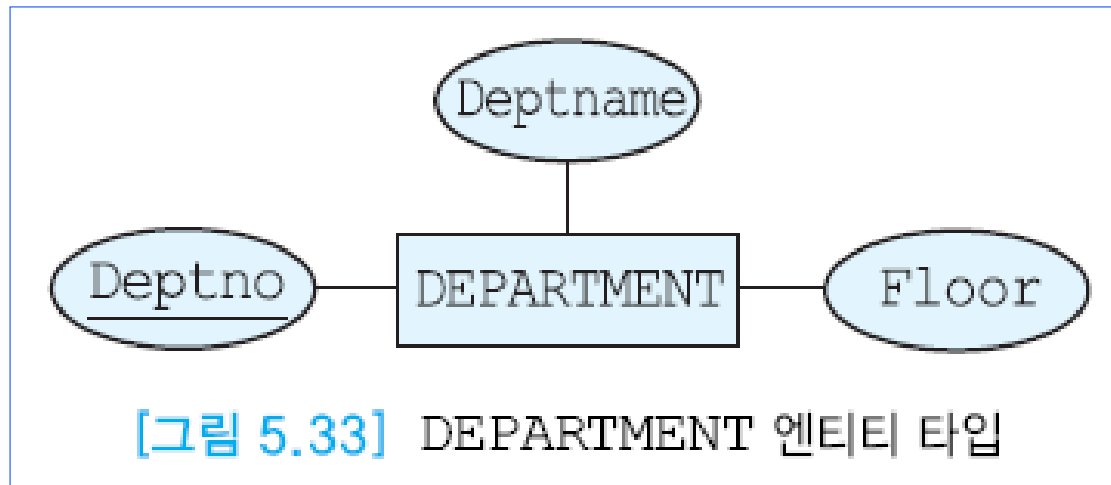 Deptname
Deptno DEPARTMENT Floor
[그림 5.33] DEPARTMENT 엔티티 타입